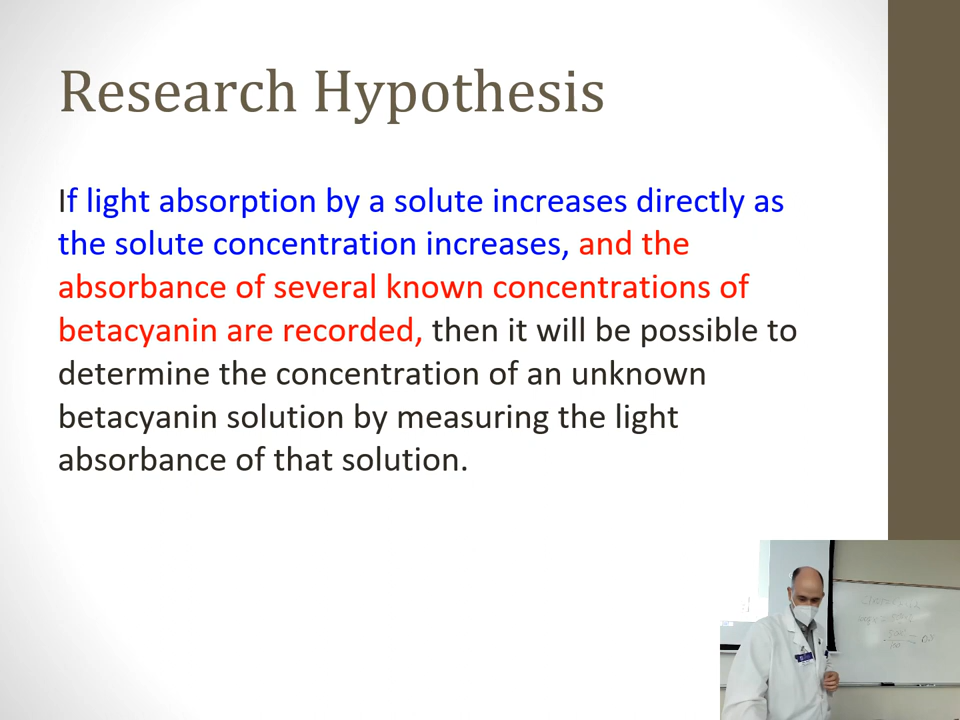 Research Hypothesis
If light absorption by a solute increases directly as
the solute concentration increases, and the
absorbance of several known concentrations of
betacyanin are recorded, then it will be possible to
determine the concentration of an unknown
betacyanin solution by measuring the light
absorbance of that solution.